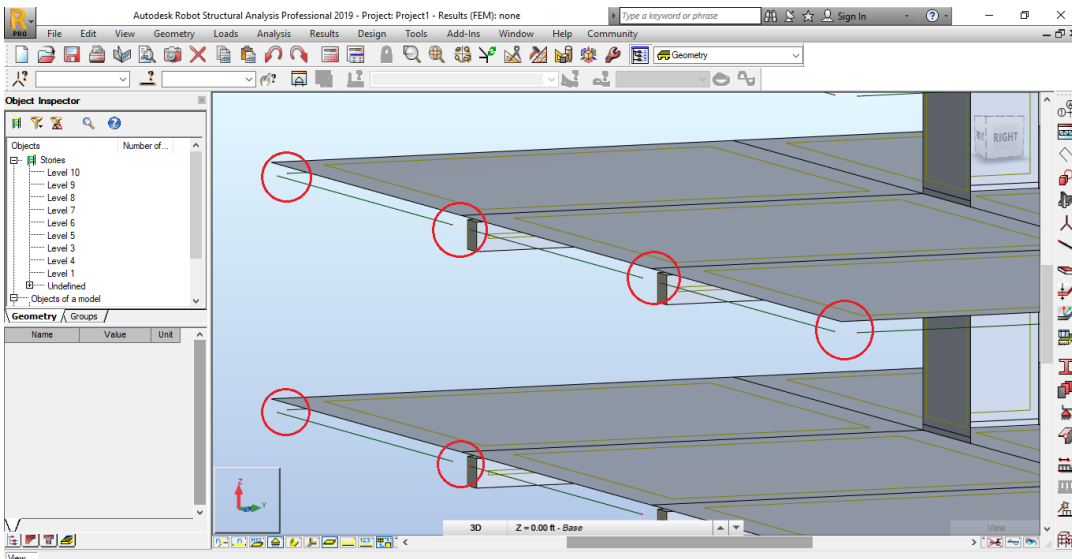 PRO
Autodesk Robot Structural Analysis Professional 2019 - Project: Project1 - Results (FEM): none
Type a keyword or phrase
Sign In
File Edit View Geometry Loads Analysis Results Design Tools Add-Ins Window Help Community
Geometry
Object Inspector
Objects Number of...
Stories
Level 10
Level 9
Level 8
Level 7
Level 6
Level 5
Level 3
Level 4
Level 1
Undefined
Objects of a model
Geometry Groups
Name Value Unit
RIGHT
Z
Y
3D Z = 0.00 ft - Base
View
View